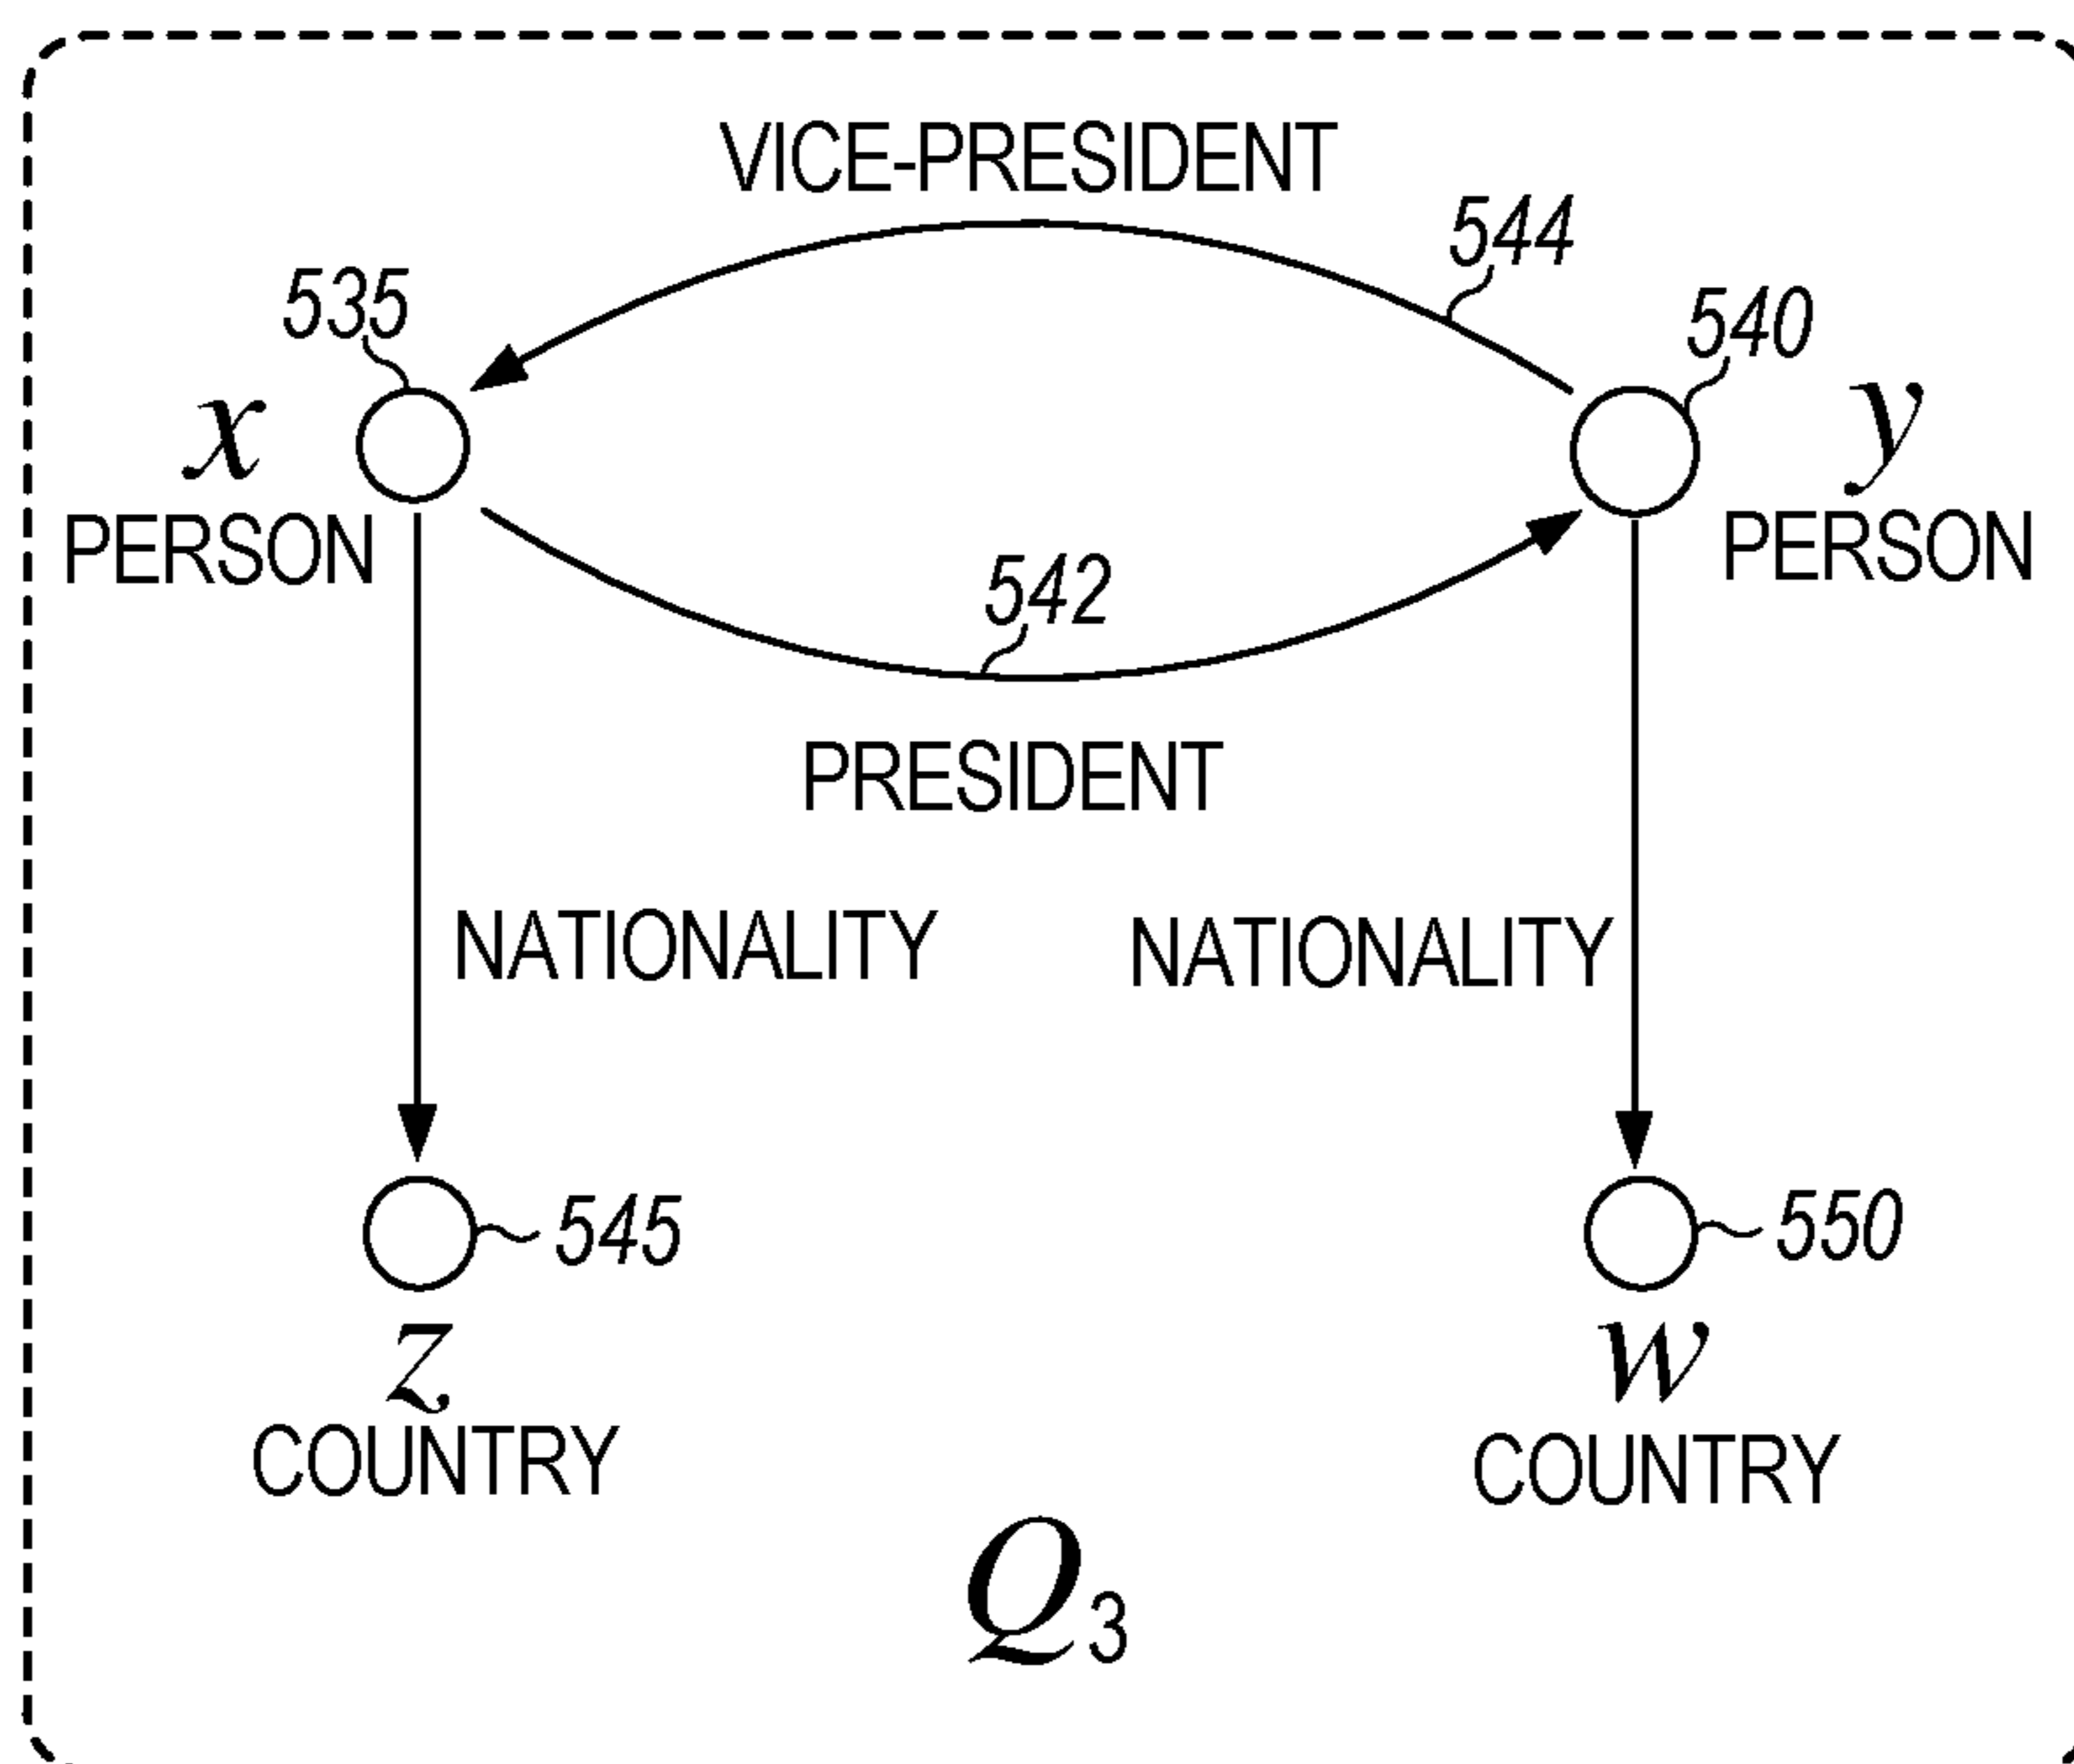 VICE-PRESIDENT
544
535
540
x
y
PERSON
PERSON
542
PRESIDENT
NATIONALITY
NATIONALITY
545
550
z
w
COUNTRY
COUNTRY
Q3